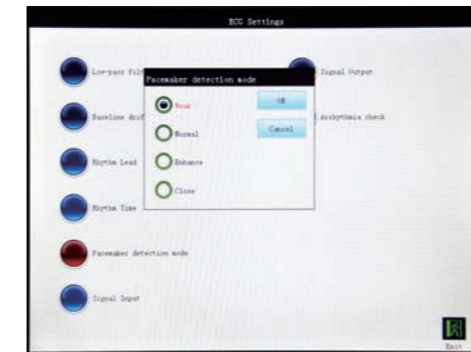 ECG Settings
Low-pass filt
Signal Output
Pacemaker detection mode
Weak
OK
Baseline drif
Arrhythmia check
Normal
Cancel
Rhythm Lead
Enhance
Close
Rhythm Time
Pacemaker detection mode
Signal Input
Exit